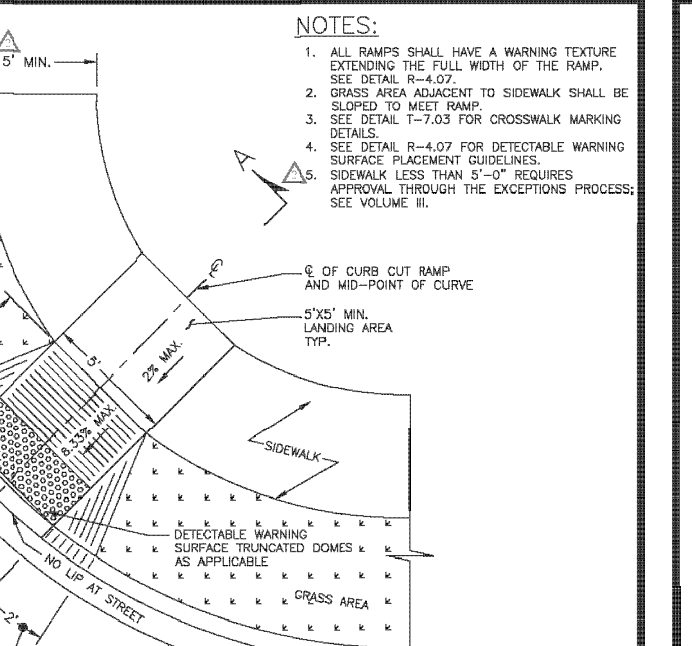 NOTES:
1. ALL RAMPS SHALL HAVE A WARNING TEXTURE
EXTENDING THE FULL WIDTH OF THE RAMP.
SEE DETAIL R-4.07.
2. GRASS AREA ADJACENT TO SIDEWALK SHALL BE
SLOPED TO MEET RAMP.
3. SEE DETAIL T-7.03 FOR CROSSWALK MARKING
DETAILS.
4. SEE DETAIL R-4.07 FOR DETECTABLE WARNING
SURFACE PLACEMENT GUIDELINES.
5. SIDEWALK LESS THAN 5'-0" REQUIRES
APPROVAL THROUGH THE EXCEPTIONS PROCESS;
SEE VOLUME III.
5' MIN.
A
℄
℄ OF CURB CUT RAMP
AND MID-POINT OF CURVE
5'X5' MIN.
LANDING AREA
TYP.
5'
2% MAX.
8.33% MAX.
SIDEWALK
DETECTABLE WARNING
SURFACE TRUNCATED DOMES
AS APPLICABLE
NO LIP AT STREET
GRASS AREA
2'